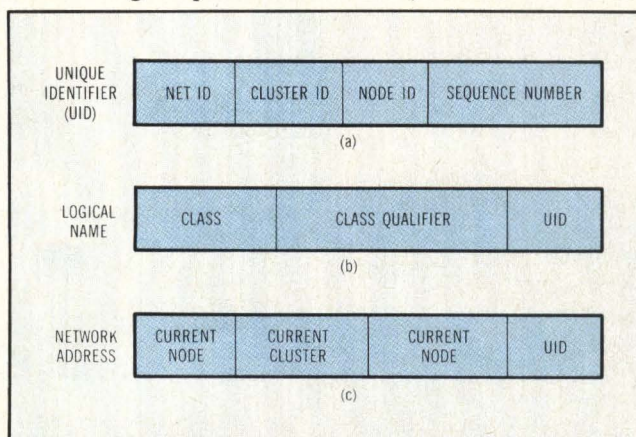 UNIQUE
IDENTIFIER
(UID)
NET ID
CLUSTER ID
NODE ID
SEQUENCE NUMBER
(a)
LOGICAL
NAME
CLASS
CLASS QUALIFIER
UID
(b)
NETWORK
ADDRESS
CURRENT
NODE
CURRENT
CLUSTER
CURRENT
NODE
UID
(c)